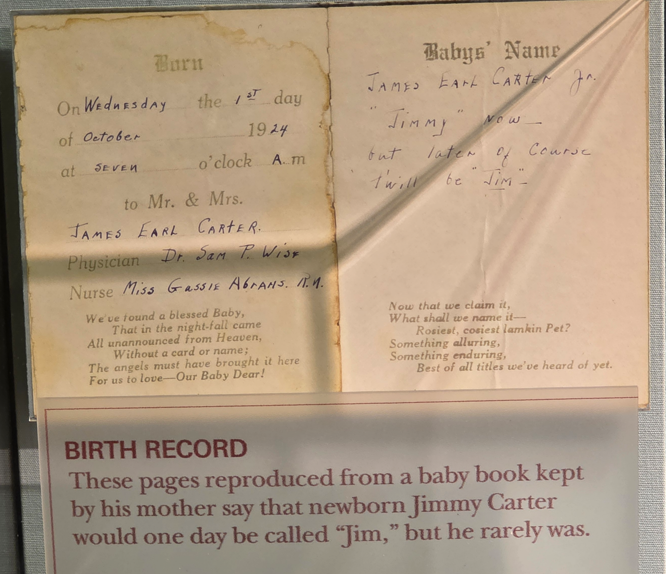 Born
On Wednesday the 1st day
of October 1924
at seven o'clock A.m
to Mr. & Mrs.
James Earl Carter.
Physician Dr. Sam P. Wise
Nurse Miss Gussie Abrams. R.N.
We've found a blessed Baby,
That in the night-fall came
All unannounced from Heaven,
Without a card or name;
The angels must have brought it here
For us to love—Our Baby Dear!
Babys' Name
James Earl Carter Jr.
"Jimmy" now—
but later of course
'twill be "Jim"-
Now that we claim it,
What shall we name it—
Rosiest, cosiest lamkin Pet?
Something alluring,
Something enduring,
Best of all titles we've heard of yet.
BIRTH RECORD
These pages reproduced from a baby book kept
by his mother say that newborn Jimmy Carter
would one day be called “Jim,” but he rarely was.